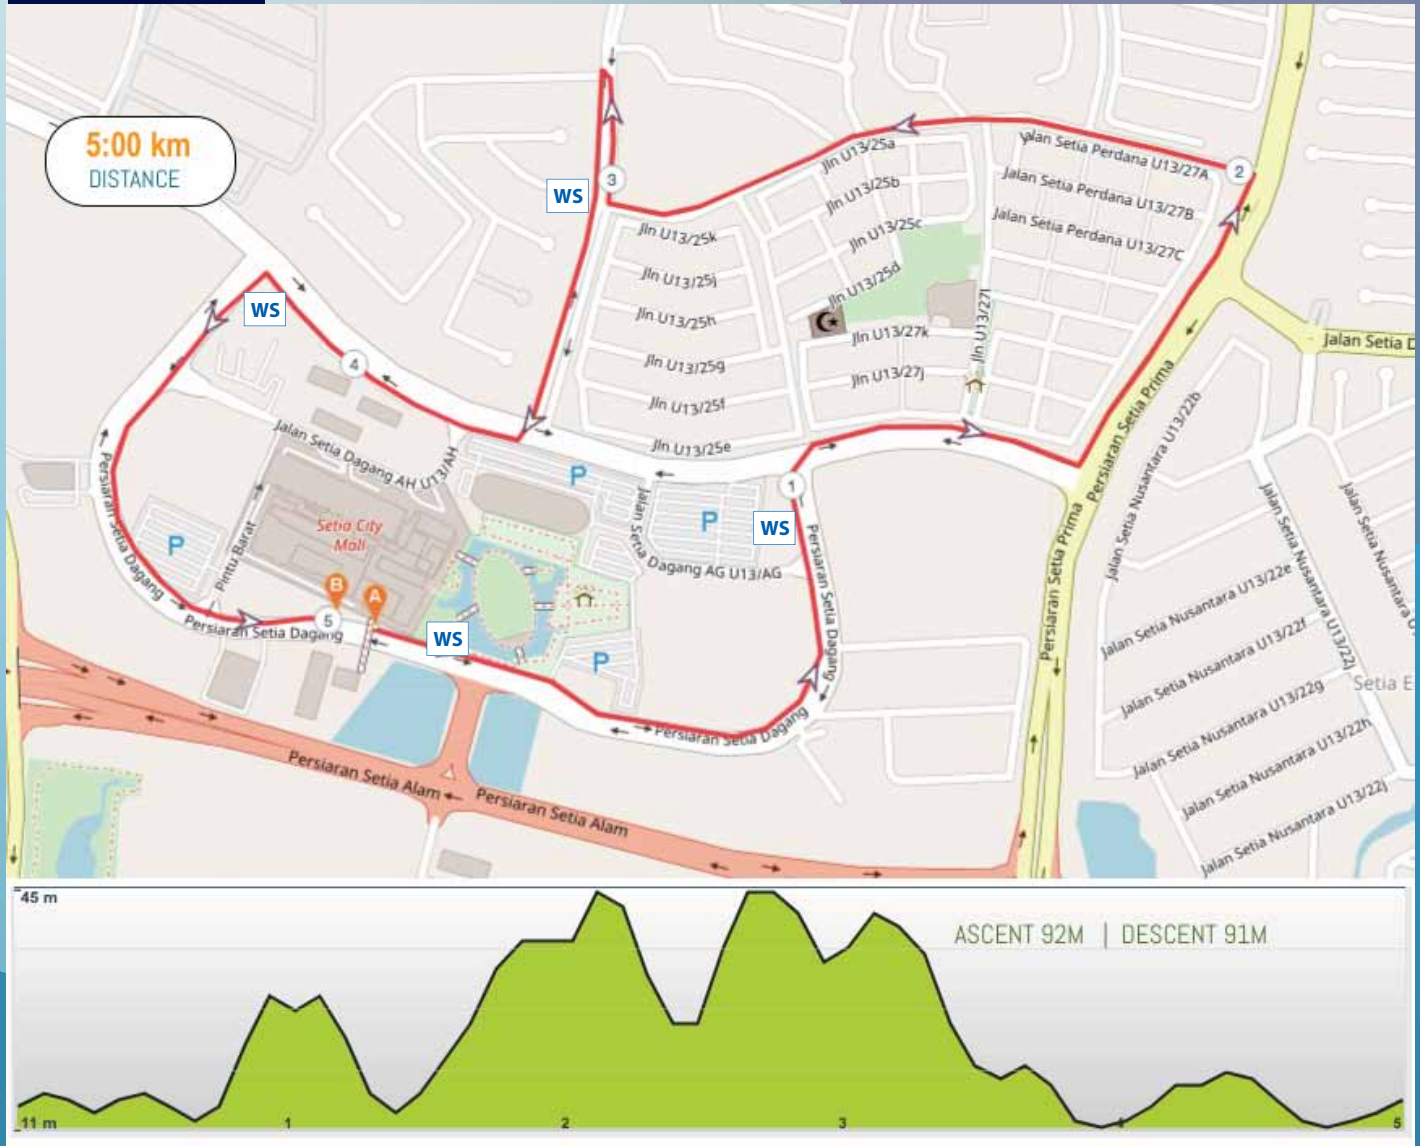 5:00 km
DISTANCE
WS
3
2
Jalan Setia Perdana U13/27A
Jalan Setia Perdana U13/27B
Jalan Setia Perdana U13/27C
Jln U13/25a
Jln U13/25b
Jln U13/25c
Jln U13/25d
Jln U13/25k
Jln U13/25j
Jln U13/25h
Jln U13/25g
Jln U13/25f
Jln U13/25e
Jln U13/27k
Jln U13/27j
Jln U13/27l
WS
4
Jalan Setia D
Persiaran Setia Prima
Persiaran Setia Prima
Jalan Setia Dagang AH U13/AH
P
Setia City
Mall
P
P
Jalan Setia Dagang AG U13/AG
1
WS
Persiaran Setia Dagang
Pintu Barat
Persiaran Setia Dagang
B
A
5
Persiaran Setia Dagang
WS
P
Persiaran Setia Dagang
Jalan Nusantara U13/22b
Jalan Setia Nusantara U13/22i
Jalan Setia Nusantara
Jalan Setia Nusantara U13/22e
Jalan Setia Nusantara U13/22f
Jalan Setia Nusantara U13/22g
Jalan Setia Nusantara U13/22h
Jalan Setia Nusantara U13/22j
Setia E
Persiaran Setia Prima
Persiaran Setia Alam
Persiaran Setia Alam
45 m
ASCENT 92M | DESCENT 91M
11 m
1
2
3
4
5